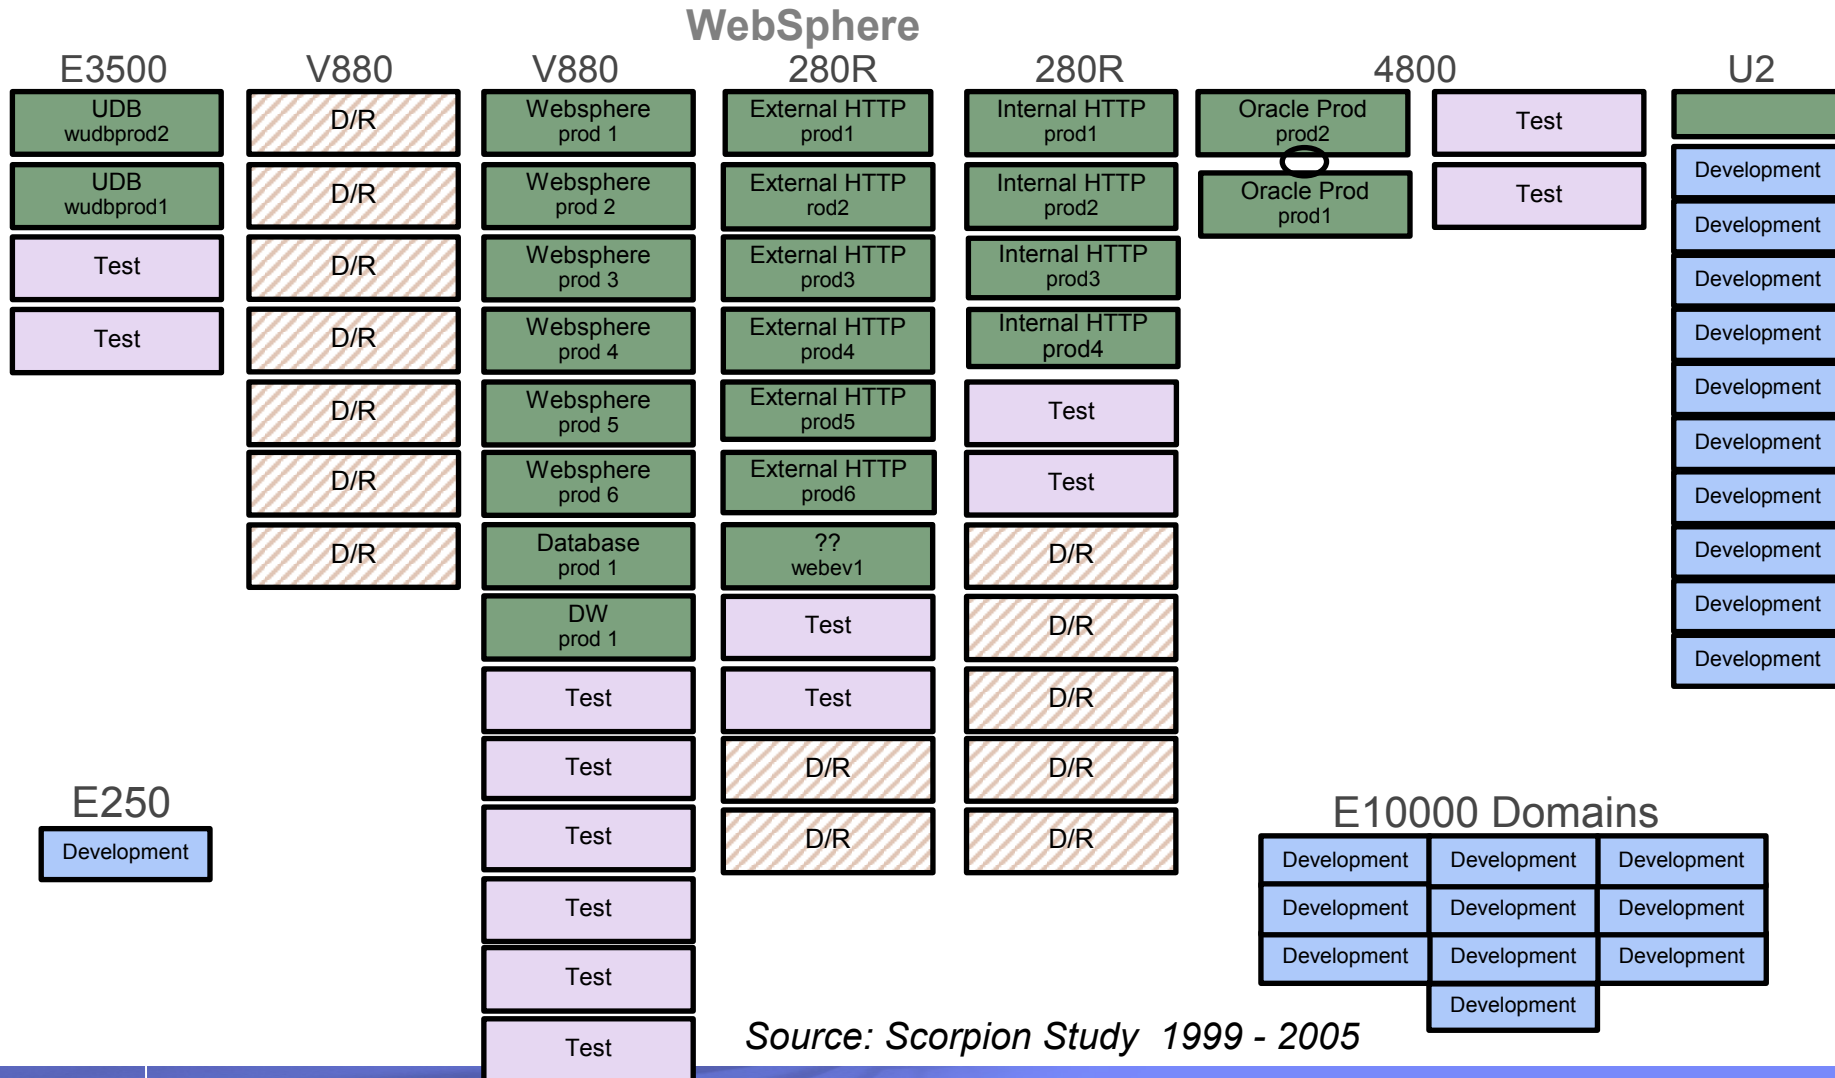 WebSphere
E3500
V880
V880
280R
280R
4800
U2
UDB
wudbprod2
UDB
wudbprod1
Test
Test
D/R
D/R
D/R
D/R
D/R
D/R
D/R
Websphere
prod 1
Websphere
prod 2
Websphere
prod 3
Websphere
prod 4
Websphere
prod 5
Websphere
prod 6
Database
prod 1
DW
prod 1
Test
Test
Test
Test
Test
Test
External HTTP
prod1
External HTTP
rod2
External HTTP
prod3
External HTTP
prod4
External HTTP
prod5
External HTTP
prod6
??
webev1
Test
Test
D/R
D/R
Internal HTTP
prod1
Internal HTTP
prod2
Internal HTTP
prod3
Internal HTTP
prod4
Test
Test
D/R
D/R
D/R
D/R
D/R
Oracle Prod
prod2
Oracle Prod
prod1
Test
Test
Development
Development
Development
Development
Development
Development
Development
Development
Development
Development
E250
Development
E10000 Domains
Development Development Development
Development Development Development
Development Development Development
Development
Source: Scorpion Study 1999 - 2005